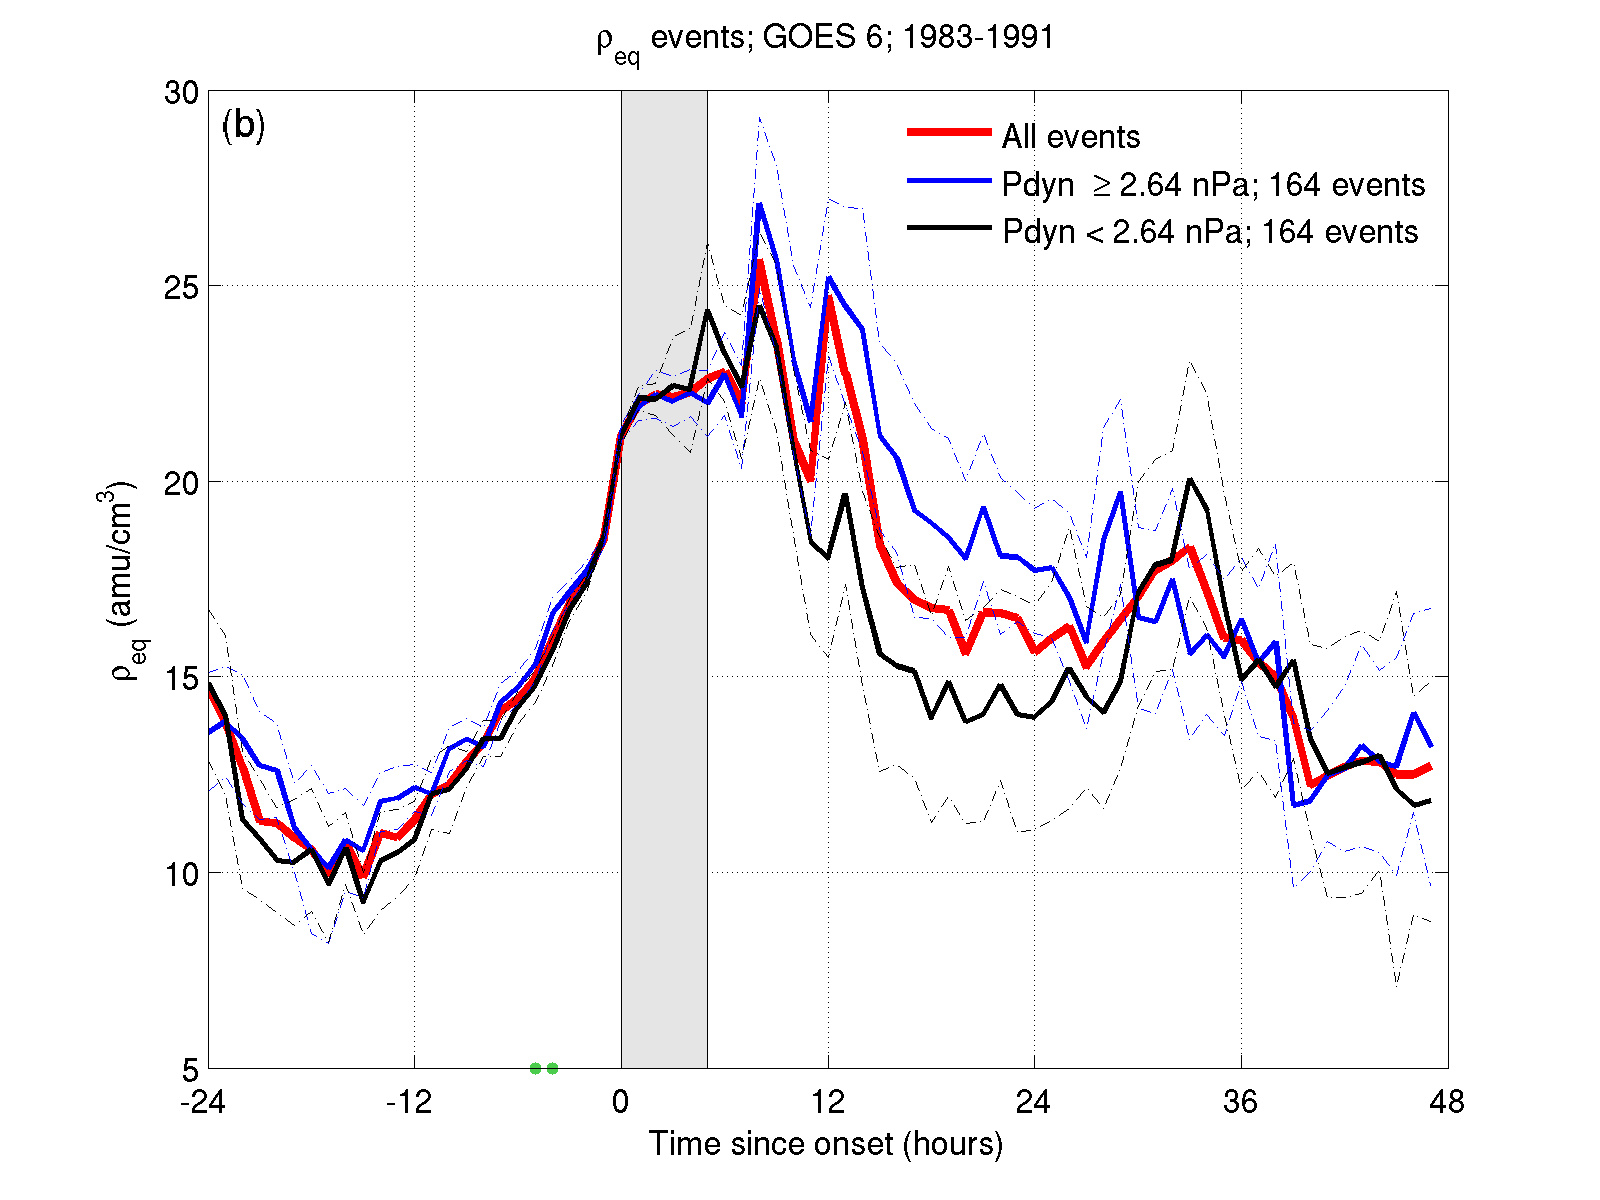 ρeq events; GOES 6; 1983-1991
(b)
All events
Pdyn ≥ 2.64 nPa; 164 events
Pdyn < 2.64 nPa; 164 events
ρeq (amu/cm3)
30
25
20
15
10
5
-24 -12 0 12 24 36 48
Time since onset (hours)